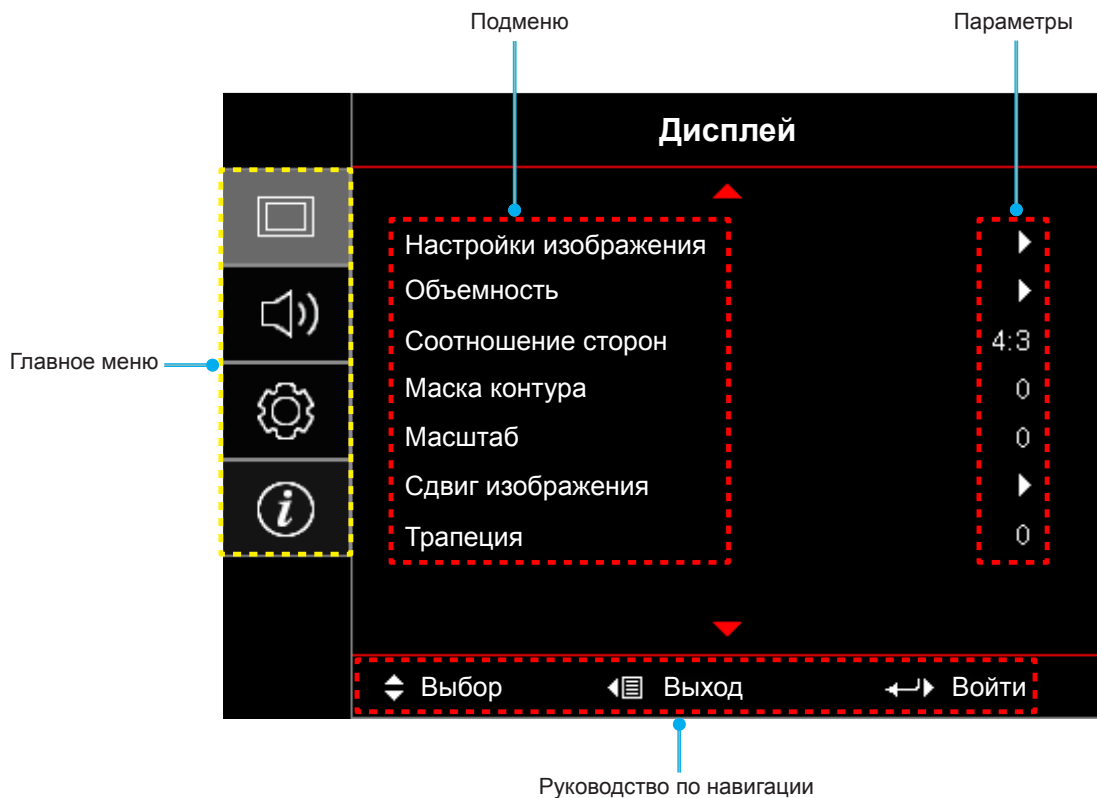 Подменю
Параметры
Дисплей
Настройки изображения
Объемность
Соотношение сторон 4:3
Маска контура 0
Масштаб 0
Сдвиг изображения
Трапеция 0
Главное меню
Выбор Выход Войти
Руководство по навигации